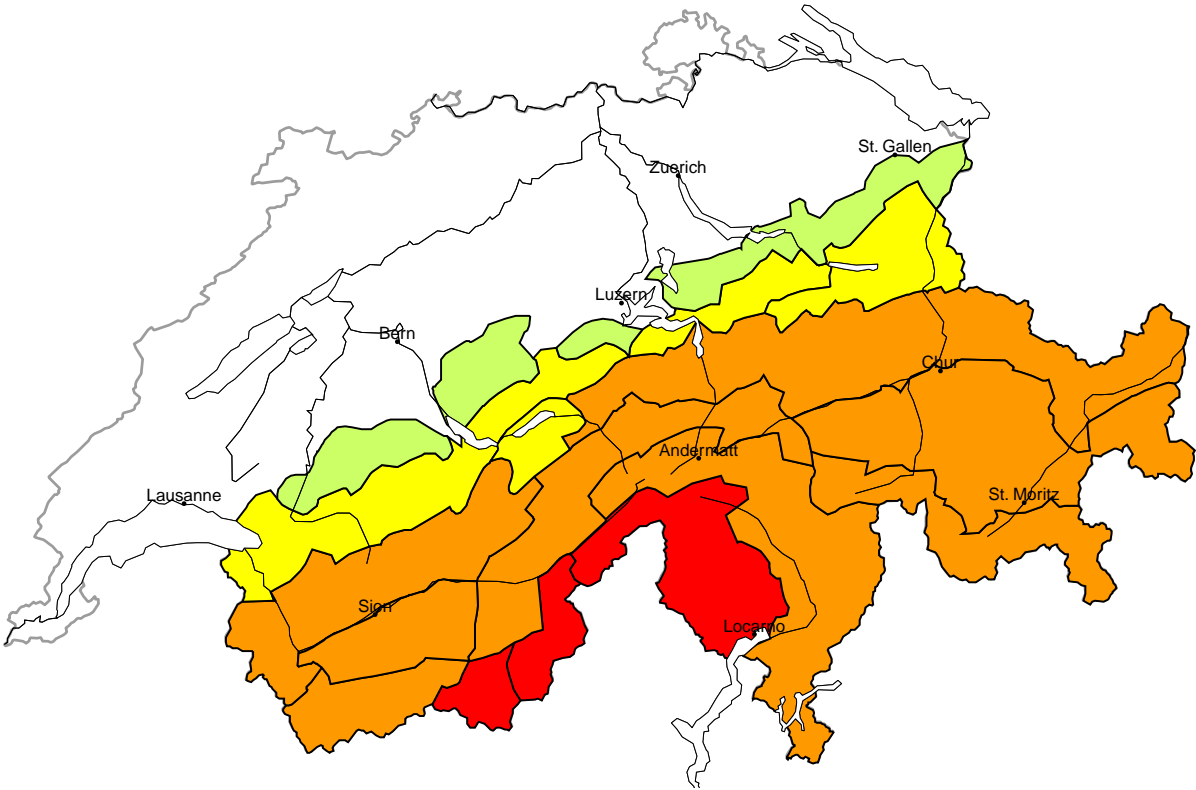 St. Gallen
Zuerich
Luzern
Bern
Chur
Andermatt
Lausanne
St. Moritz
Sion
Locarno